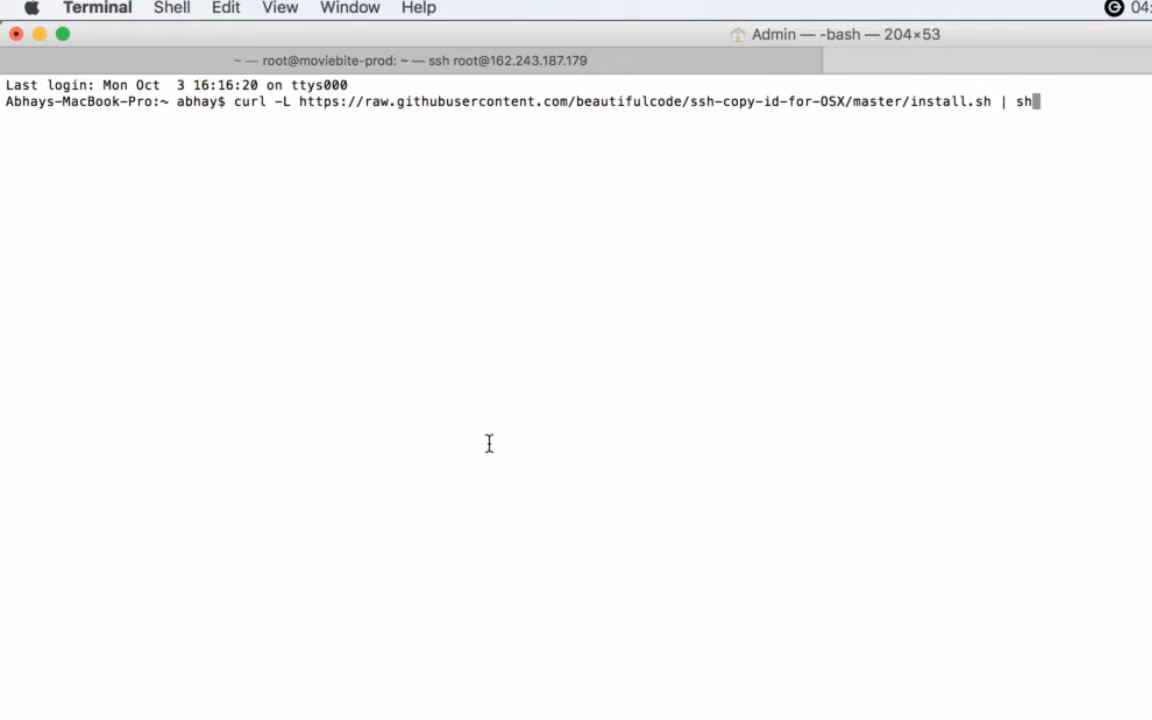 Terminal Shell Edit View Window Help 04:
Admin — -bash — 204×53
~ — root@moviebite-prod: ~ — ssh root@162.243.187.179
Last login: Mon Oct  3 16:16:20 on ttys000
Abhays-MacBook-Pro:~ abhay$ curl -L https://raw.githubusercontent.com/beautifulcode/ssh-copy-id-for-OSX/master/install.sh | sh